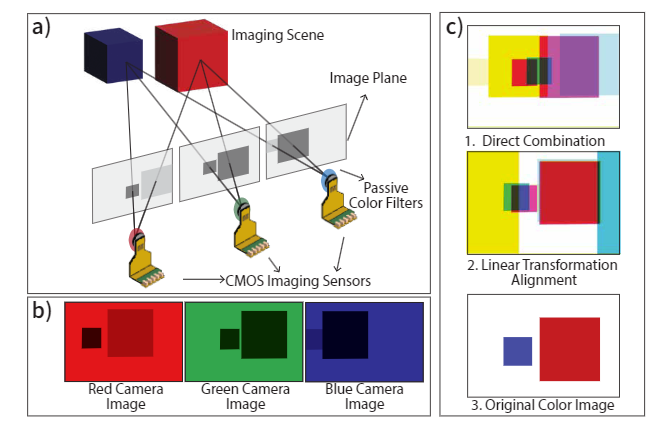 a)
Imaging Scene
Image Plane
Passive
Color Filters
CMOS Imaging Sensors
b)
Red Camera
Image
Green Camera
Image
Blue Camera
Image
c)
1. Direct Combination
2. Linear Transformation
Alignment
3. Original Color Image